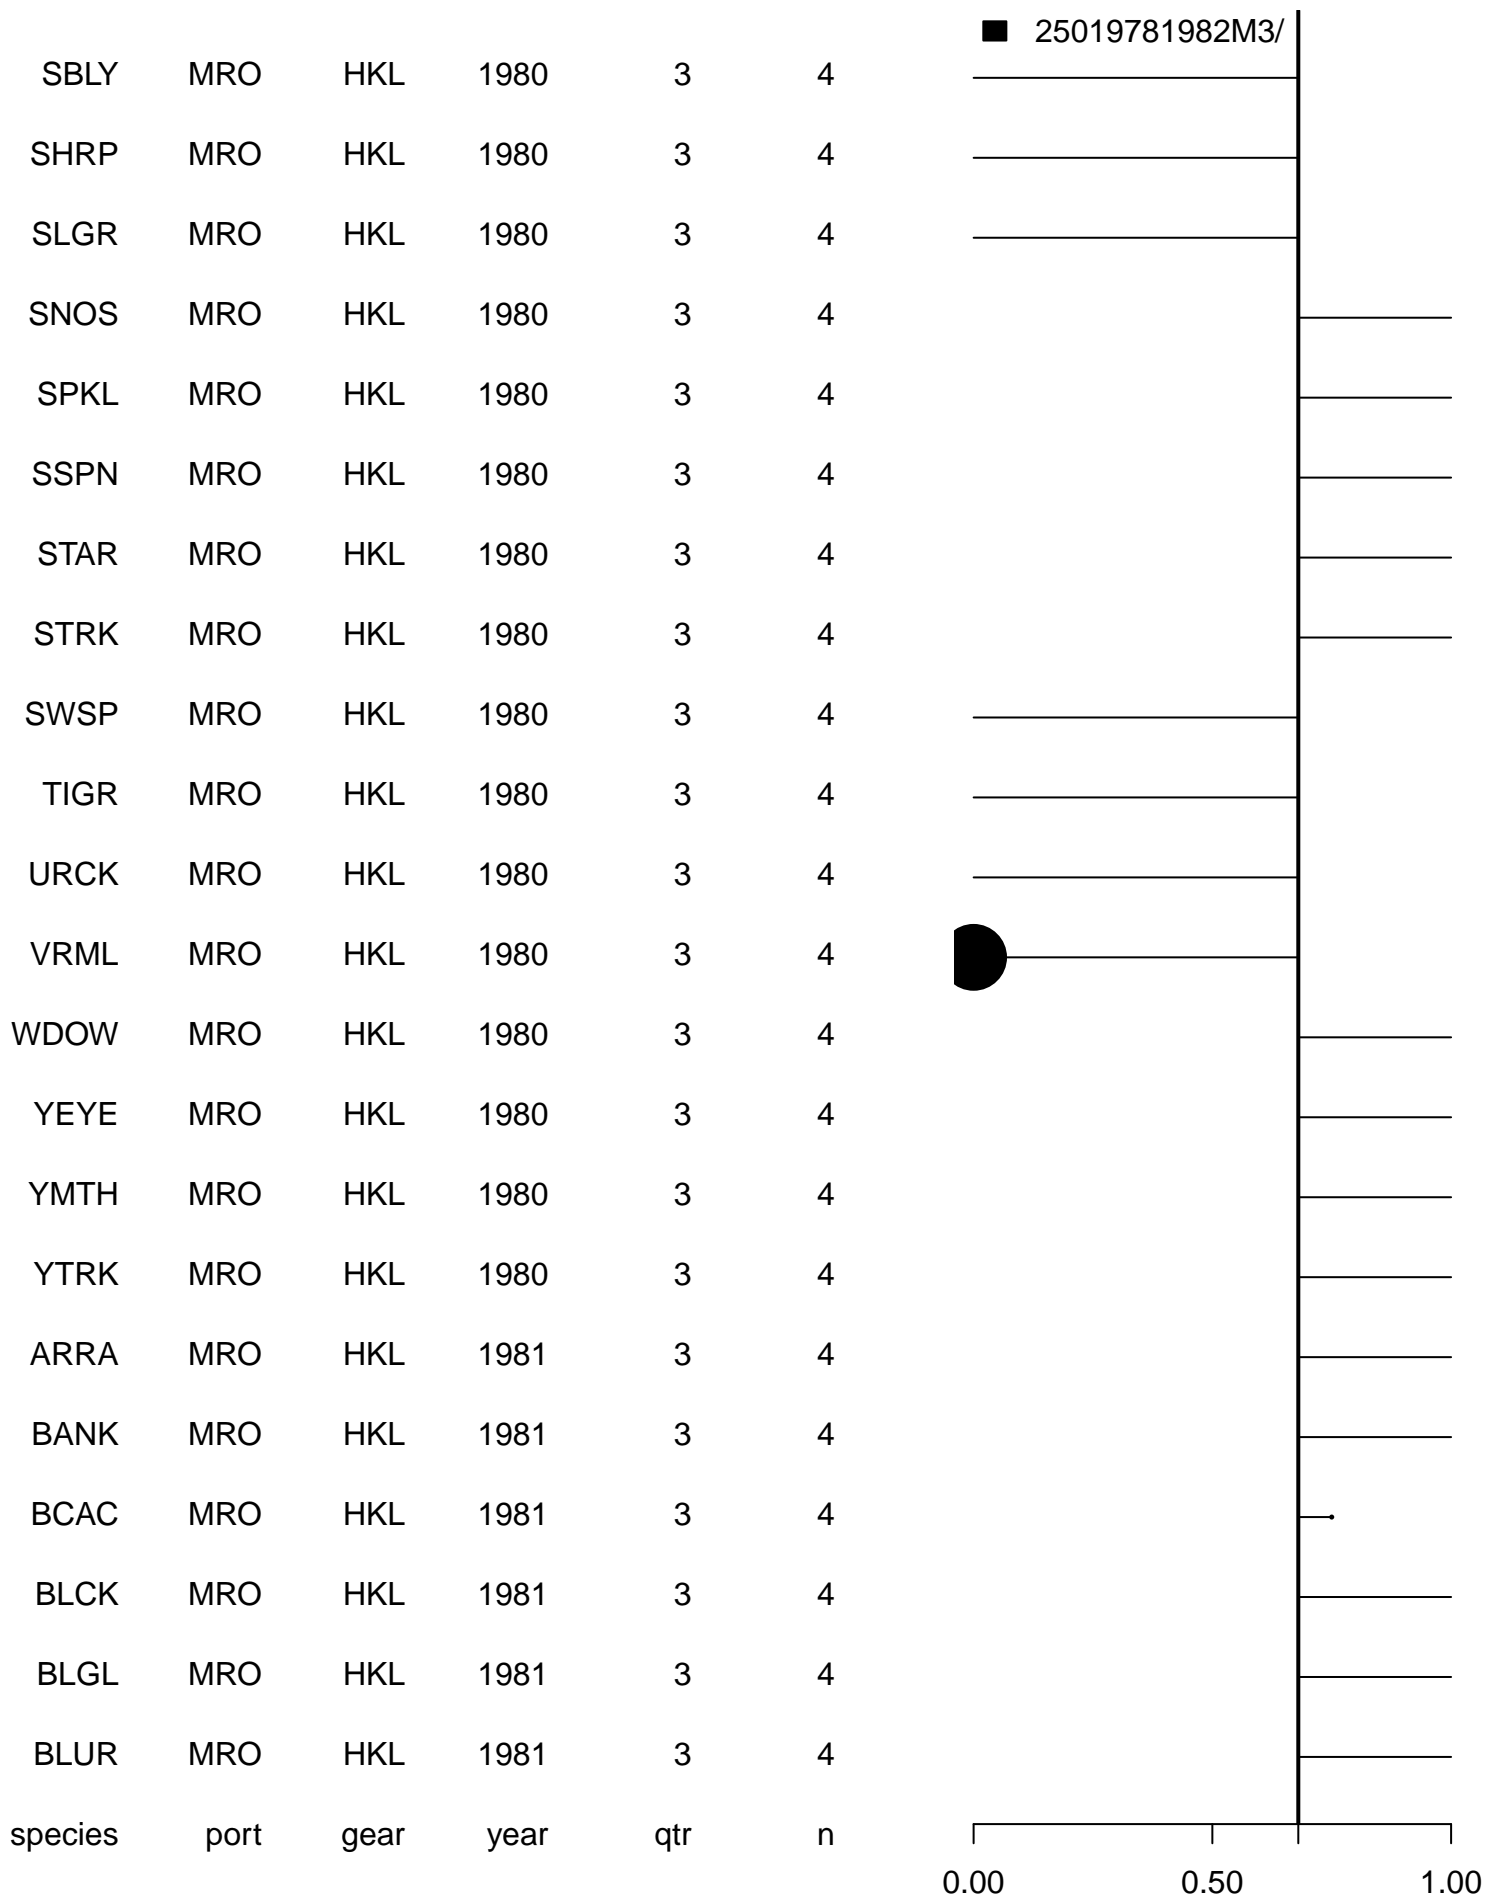 25019781982M3/
SBLY MRO HKL 1980 3 4
SHRP MRO HKL 1980 3 4
SLGR MRO HKL 1980 3 4
SNOS MRO HKL 1980 3 4
SPKL MRO HKL 1980 3 4
SSPN MRO HKL 1980 3 4
STAR MRO HKL 1980 3 4
STRK MRO HKL 1980 3 4
SWSP MRO HKL 1980 3 4
TIGR MRO HKL 1980 3 4
URCK MRO HKL 1980 3 4
VRML MRO HKL 1980 3 4
WDOW MRO HKL 1980 3 4
YEYE MRO HKL 1980 3 4
YMTH MRO HKL 1980 3 4
YTRK MRO HKL 1980 3 4
ARRA MRO HKL 1981 3 4
BANK MRO HKL 1981 3 4
BCAC MRO HKL 1981 3 4
BLCK MRO HKL 1981 3 4
BLGL MRO HKL 1981 3 4
BLUR MRO HKL 1981 3 4
species port gear year qtr n
0.00 0.50 1.00